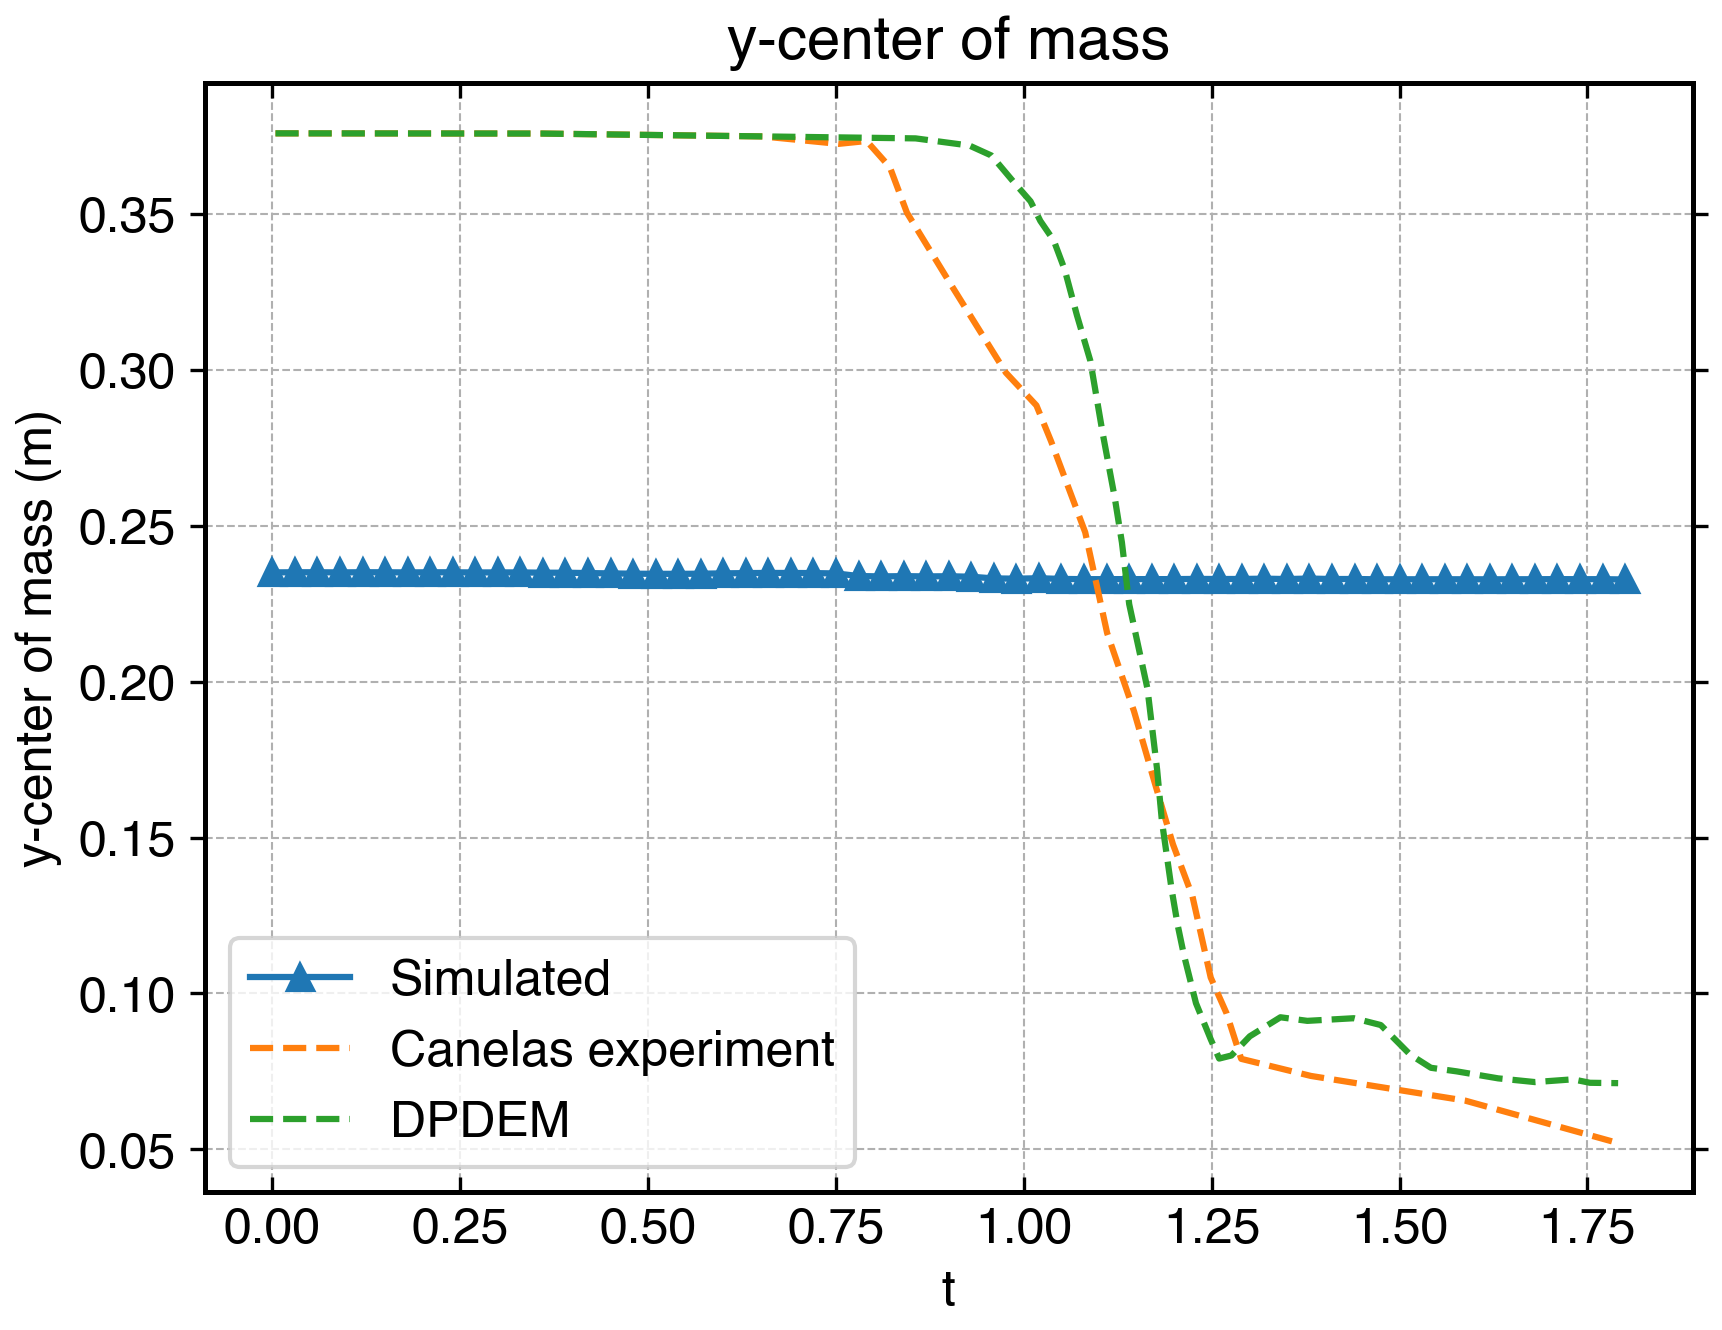 y-center of mass
y-center of mass (m)
0.35
0.30
0.25
0.20
0.15
0.10
0.05
Simulated
Canelas experiment
DPDEM
0.00 0.25 0.50 0.75 1.00 1.25 1.50 1.75
t